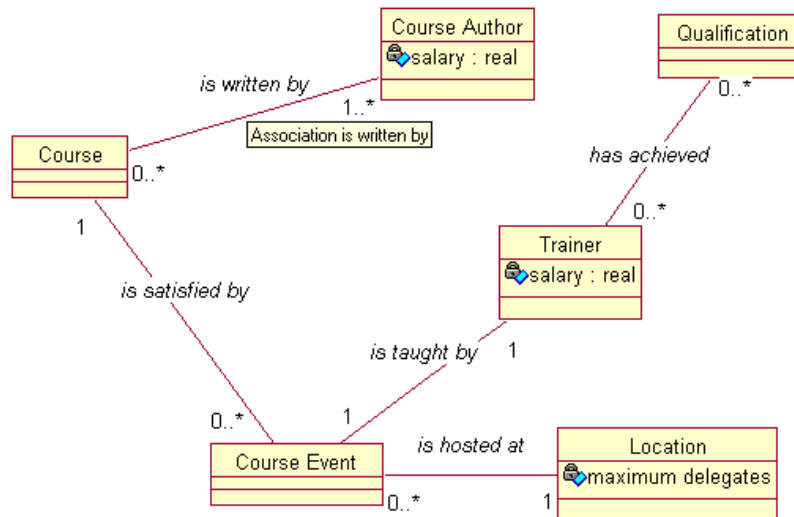 Course Author
salary : real
Qualification
is written by
1..*
0..*
Association is written by
Course
0..*
has achieved
1
0..*
Trainer
salary : real
is satisfied by
is taught by
1
0..*
1
Course Event
is hosted at
Location
maximum delegates
0..*
1